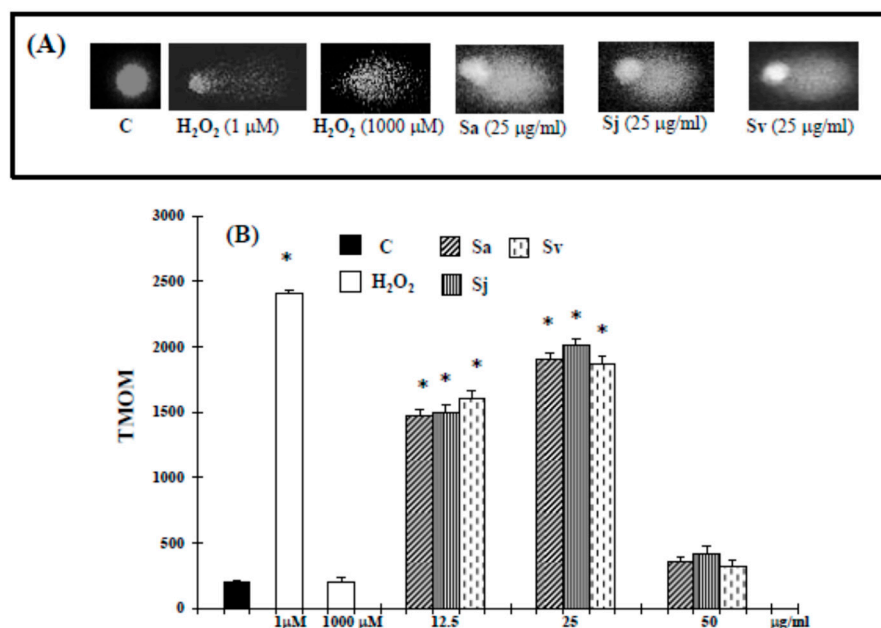 (A)
C
H₂O₂ (1 µM)
H₂O₂ (1000 µM)
Sa (25 µg/ml)
Sj (25 µg/ml)
Sv (25 µg/ml)
(B)
C
Sa
Sv
H₂O₂
Sj
TMOM
3000
2500
2000
1500
1000
500
0
*
* * *
* * *
1µM 1000 µM 12.5 25 50 µg/ml